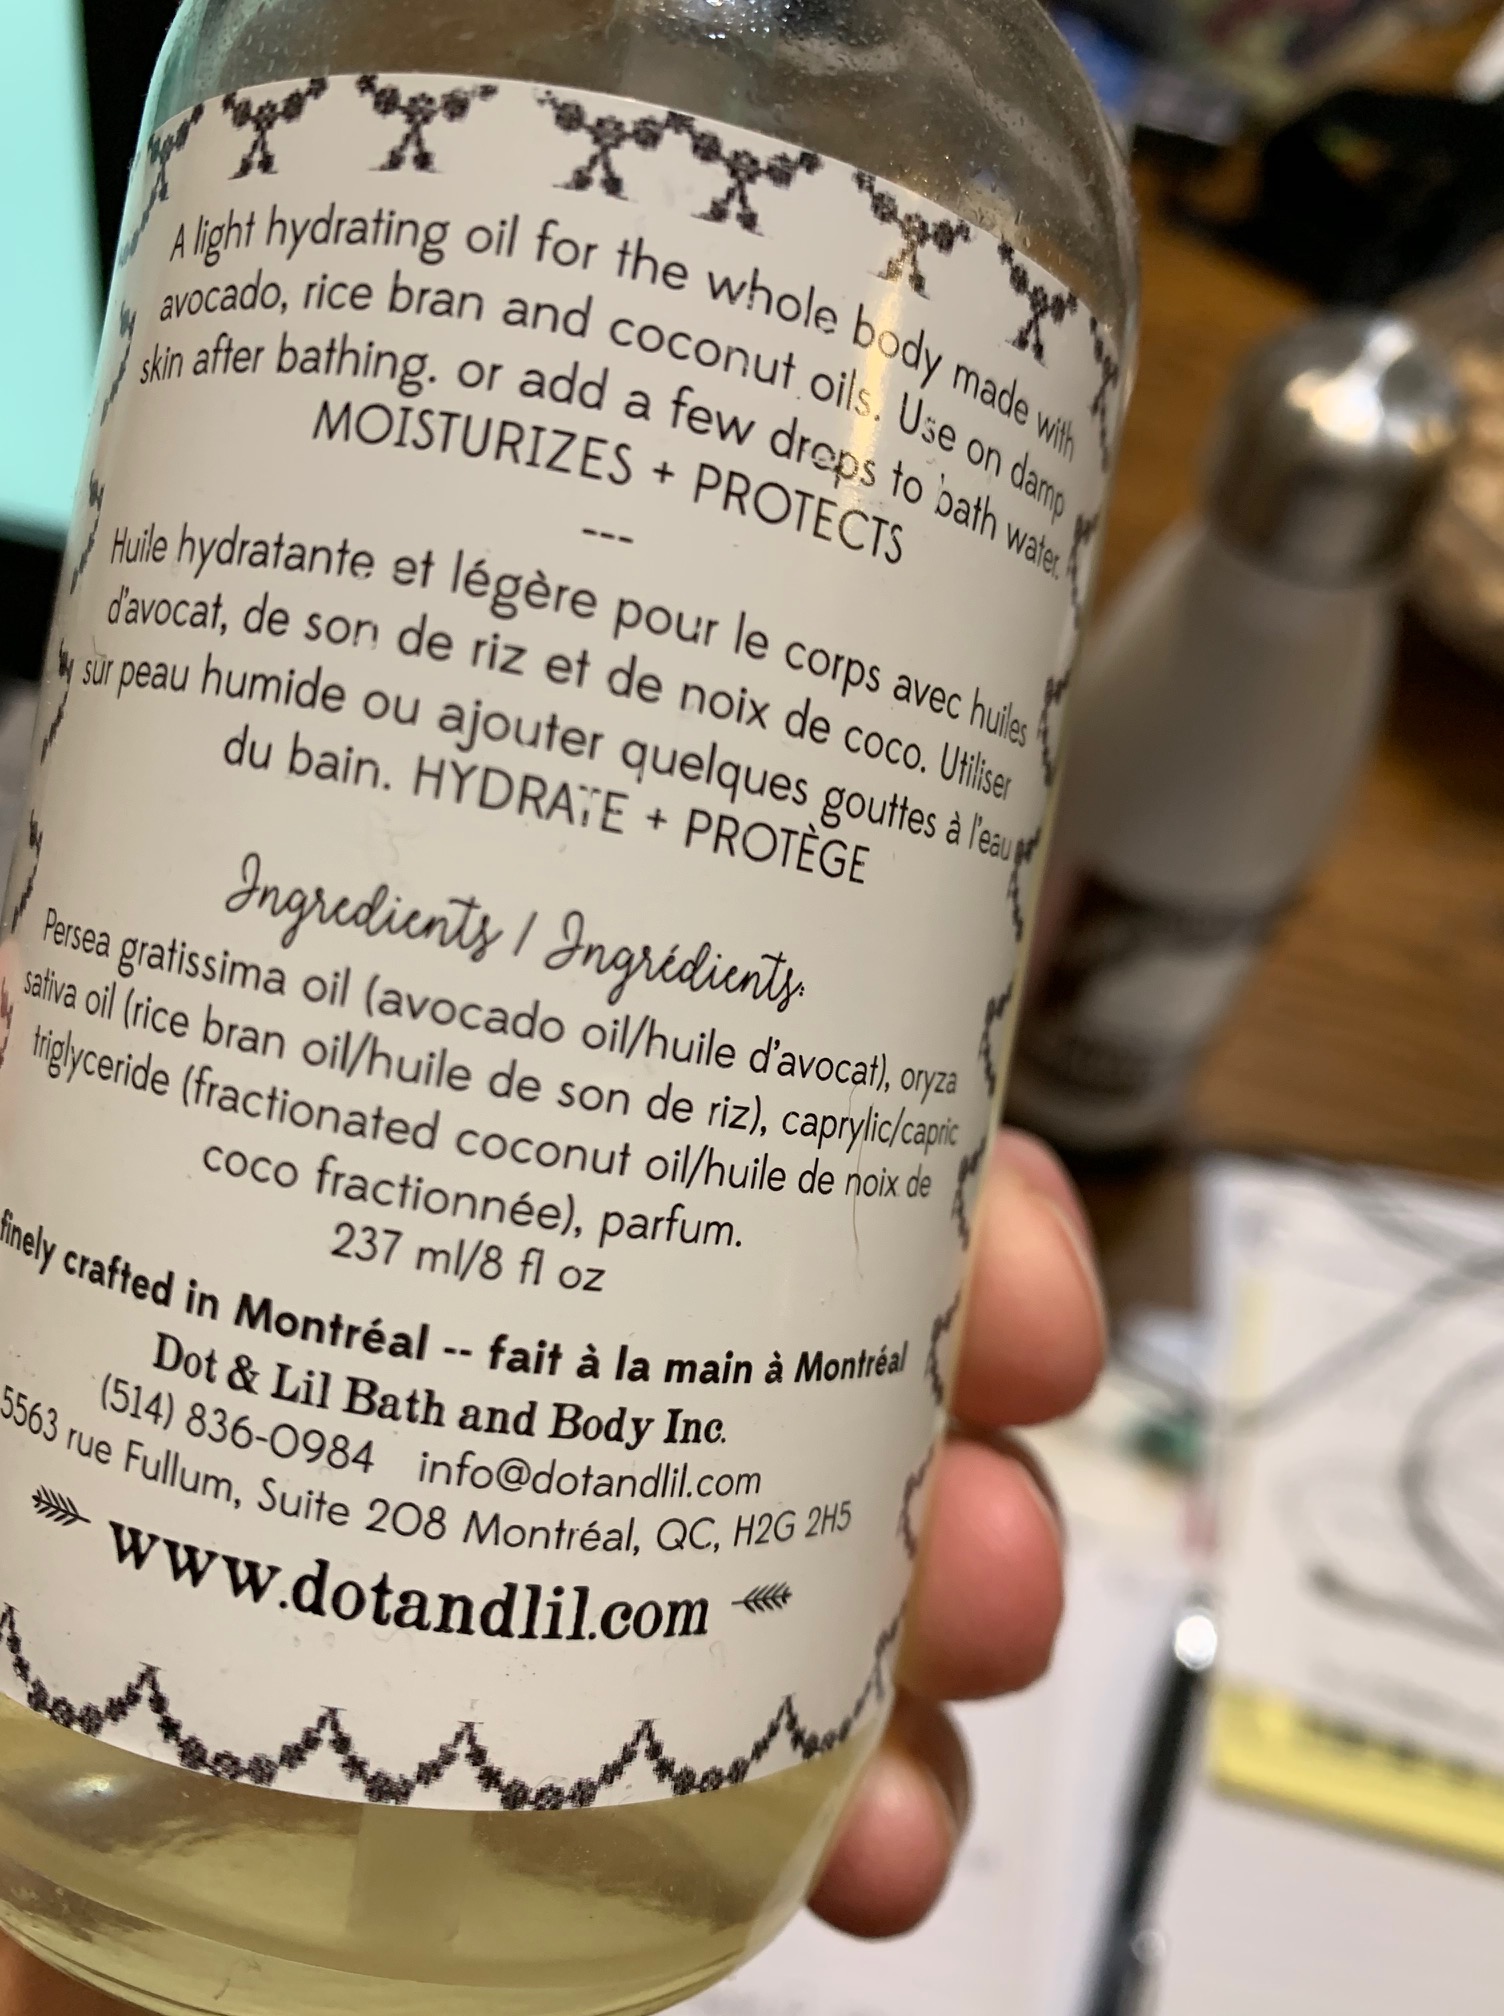 A light hydrating oil for the whole body made with
avocado, rice bran and coconut oils. Use on damp
skin after bathing. or add a few drops to bath water.
MOISTURIZES + PROTECTS
---
Huile hydratante et légère pour le corps avec huiles
d'avocat, de son de riz et de noix de coco. Utiliser
sur peau humide ou ajouter quelques gouttes à l'eau
du bain. HYDRATE + PROTÈGE
Ingredients / Ingrédients:
Persea gratissima oil (avocado oil/huile d'avocat), oryza
sativa oil (rice bran oil/huile de son de riz), caprylic/capric
triglyceride (fractionated coconut oil/huile de noix de
coco fractionnée), parfum.
237 ml/8 fl oz
finely crafted in Montréal -- fait à la main à Montréal
Dot & Lil Bath and Body Inc.
(514) 836-0984 info@dotandlil.com
5563 rue Fullum, Suite 208 Montréal, QC, H2G 2H5
www.dotandlil.com